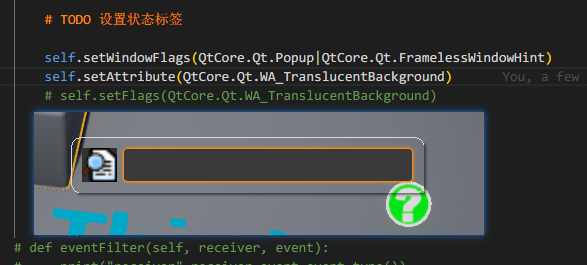 # TODO 设置状态标签
self.setWindowFlags(QtCore.Qt.Popup|QtCore.Qt.FramelessWindowHint)
self.setAttribute(QtCore.Qt.WA_TranslucentBackground) You, a few
# self.setFlags(QtCore.Qt.WA_TranslucentBackground)
?
# def eventFilter(self, receiver, event):
# print("receiver",receiver,event,event.type())